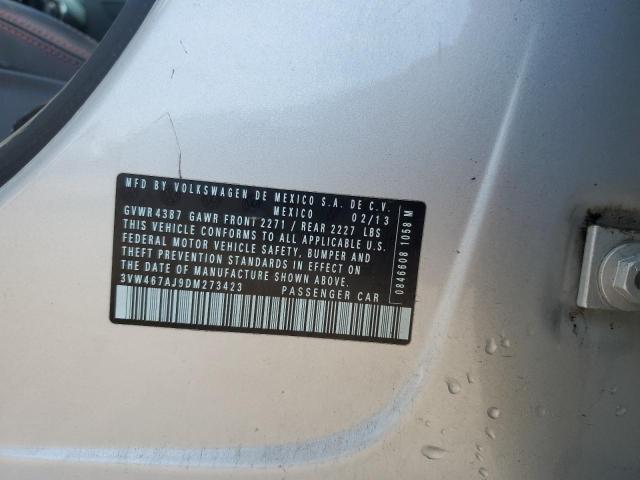 MFD BY VOLKSWAGEN DE MEXICO S.A. DE C.V.
MEXICO 02/13
GVWR 4387 GAWR FRONT 2271 / REAR 2227 LBS
THIS VEHICLE CONFORMS TO ALL APPLICABLE U.S.
FEDERAL MOTOR VEHICLE SAFETY, BUMPER AND
THEFT PREVENTION STANDARDS IN EFFECT ON
THE DATE OF MANUFACTURE SHOWN ABOVE.
3VW467AJ9DM273423 PASSENGER CAR
0846608 1058 M